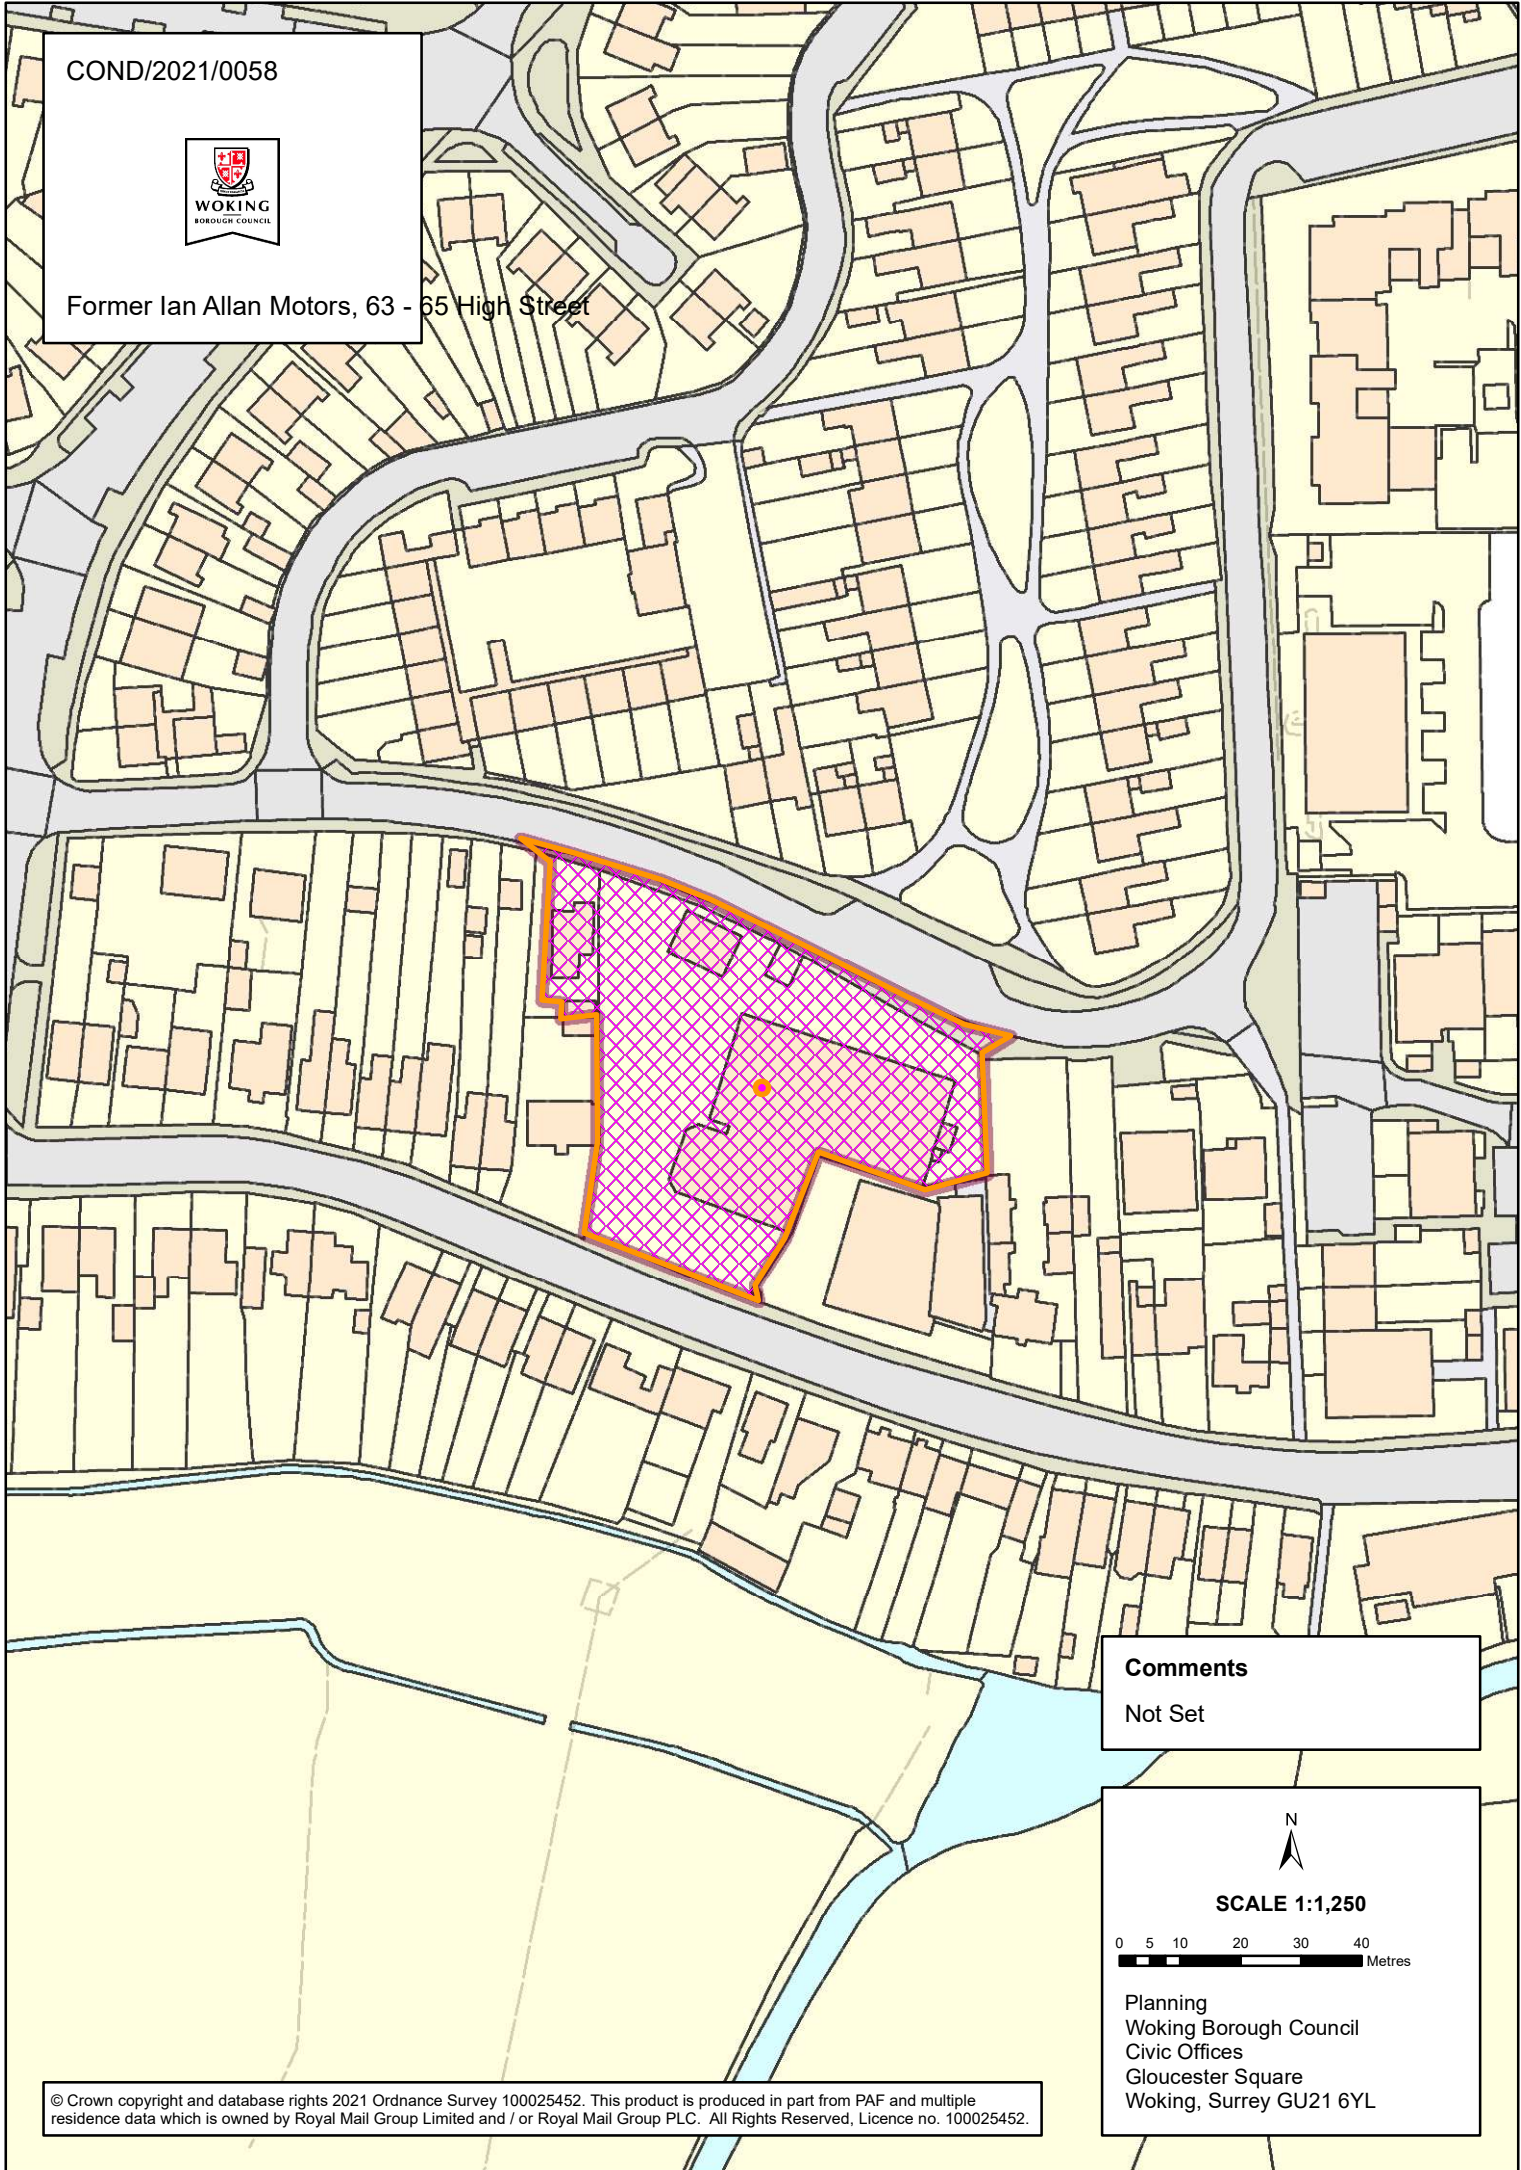 COND/2021/0058
WOKING
BOROUGH COUNCIL
Former Ian Allan Motors, 63 - 65 High Street
Comments
Not Set
N
SCALE 1:1,250
0 5 10 20 30 40
Metres
Planning
Woking Borough Council
Civic Offices
Gloucester Square
Woking, Surrey GU21 6YL
© Crown copyright and database rights 2021 Ordnance Survey 100025452. This product is produced in part from PAF and multiple
residence data which is owned by Royal Mail Group Limited and / or Royal Mail Group PLC. All Rights Reserved, Licence no. 100025452.